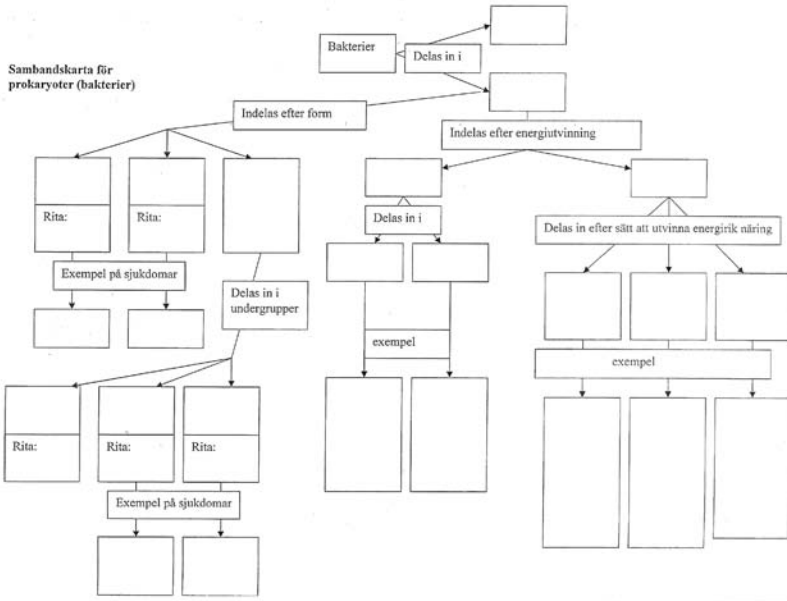 Sambandskarta för
prokaryoter (bakterier)
Bakterier
Delas in i
Indelas efter form
Indelas efter energiutvinning
Rita:
Rita:
Delas in i
Delas in efter sätt att utvinna energirik näring
Exempel på sjukdomar
Delas in i
undergrupper
exempel
exempel
Rita:
Rita:
Rita:
Exempel på sjukdomar